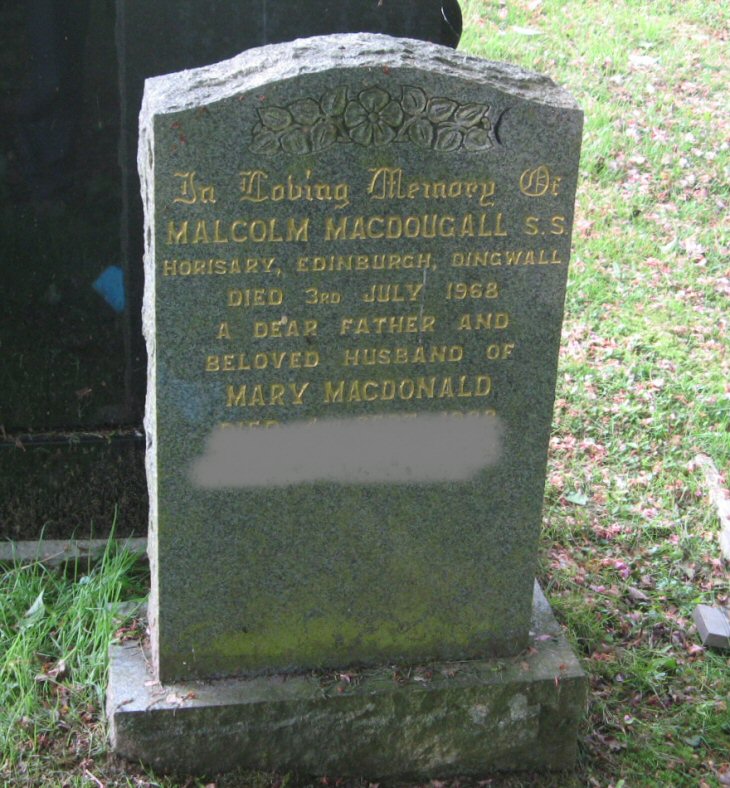 In Loving Memory Of
MALCOLM MACDOUGALL S.S.
HORISARY, EDINBURGH, DINGWALL
DIED 3RD JULY 1968
A DEAR FATHER AND
BELOVED HUSBAND OF
MARY MACDONALD
DIED